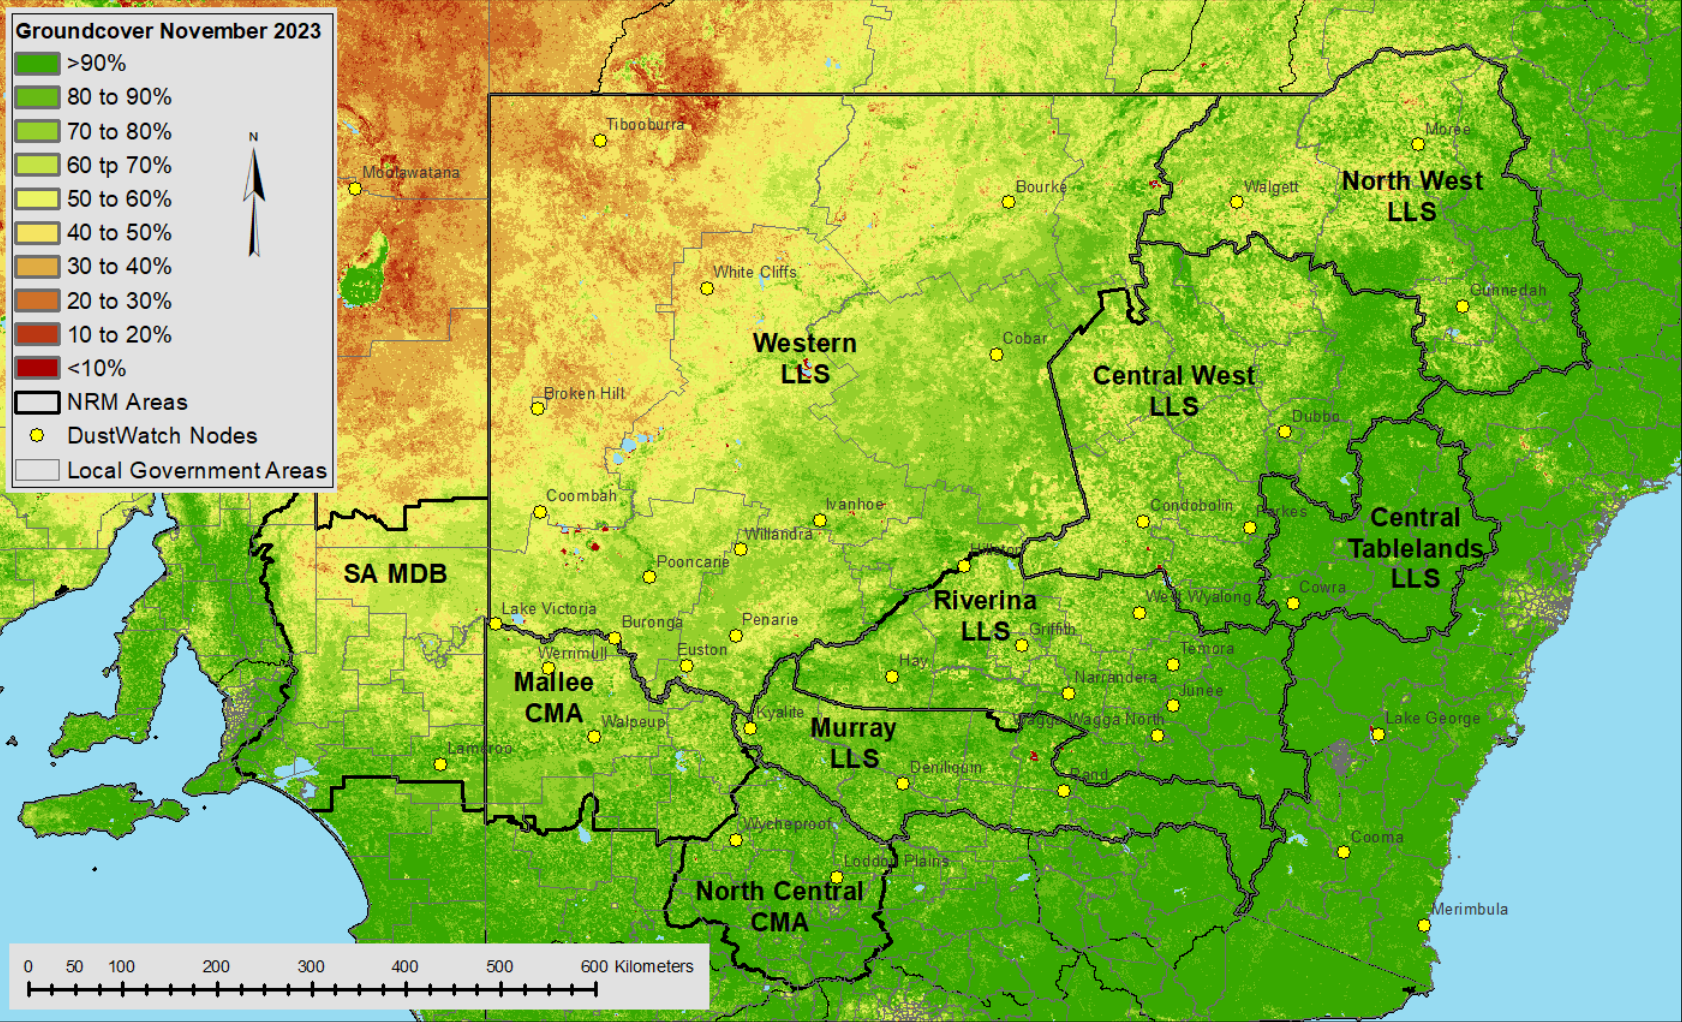 Groundcover November 2023
>90%
80 to 90%
70 to 80%
60 tp 70%
50 to 60%
40 to 50%
30 to 40%
20 to 30%
10 to 20%
<10%
NRM Areas
DustWatch Nodes
Local Government Areas
N
Tibooburra
Moolawatana
Moree
Bourke
Walgett
North West
LLS
White Cliffs
Gunnedah
Western
LLS
Cobar
Central West
LLS
Broken Hill
Dubbo
Coombah
Ivanhoe
Condobolin
Parkes
Central
Tablelands
LLS
Willandra
Hillston
Pooncarie
SA MDB
Cowra
Riverina
LLS
West Wyalong
Lake Victoria
Buronga
Penarie
Griffith
Werrimull
Euston
Temora
Mallee
CMA
Hay
Narrandera
Junee
Walpeup
Kyalite
Murray
LLS
Wagga Wagga North
Lake George
Lameroo
Deniliquin
Rand
Wycheproof
Cooma
Loddon Plains
North Central
CMA
Merimbula
0 50 100 200 300 400 500 600 Kilometers